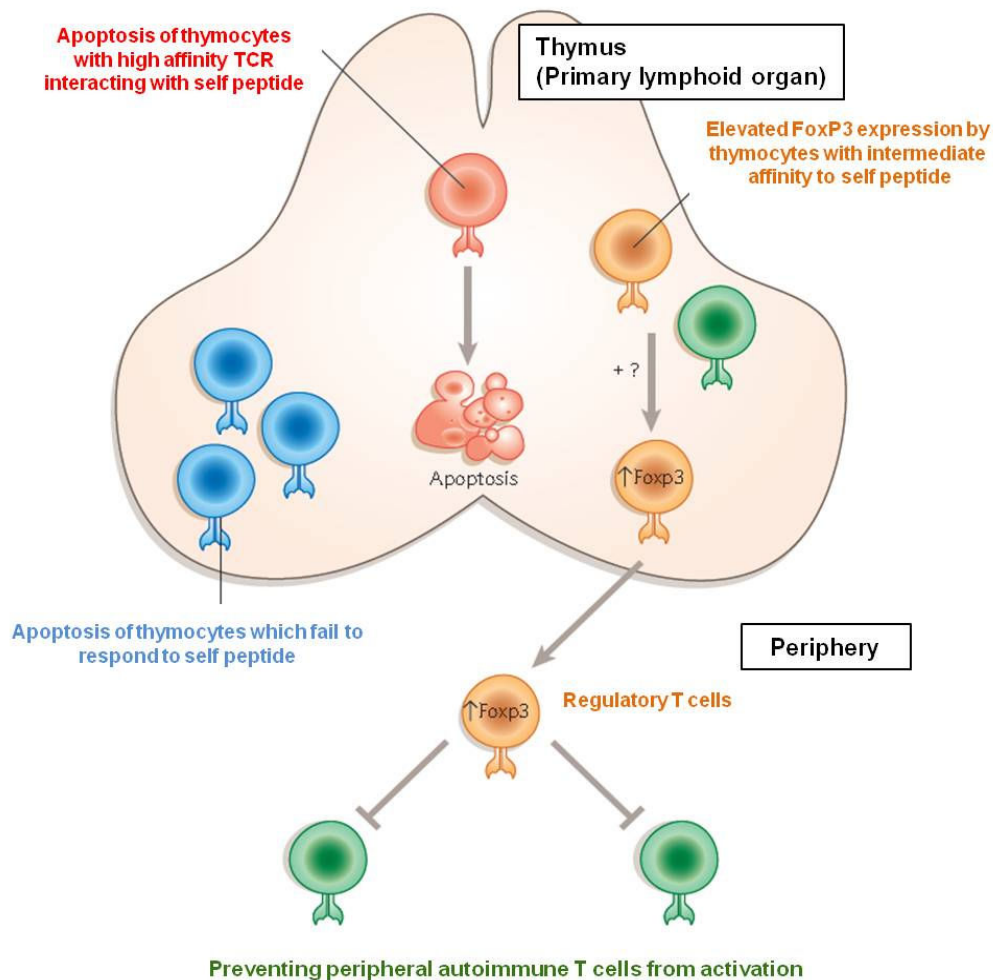 Apoptosis of thymocytes
with high affinity TCR
interacting with self peptide
Thymus
(Primary lymphoid organ)
Elevated FoxP3 expression by
thymocytes with intermediate
affinity to self peptide
+ ?
Apoptosis
↑Foxp3
Apoptosis of thymocytes which fail to
respond to self peptide
Periphery
↑Foxp3
Regulatory T cells
Preventing peripheral autoimmune T cells from activation